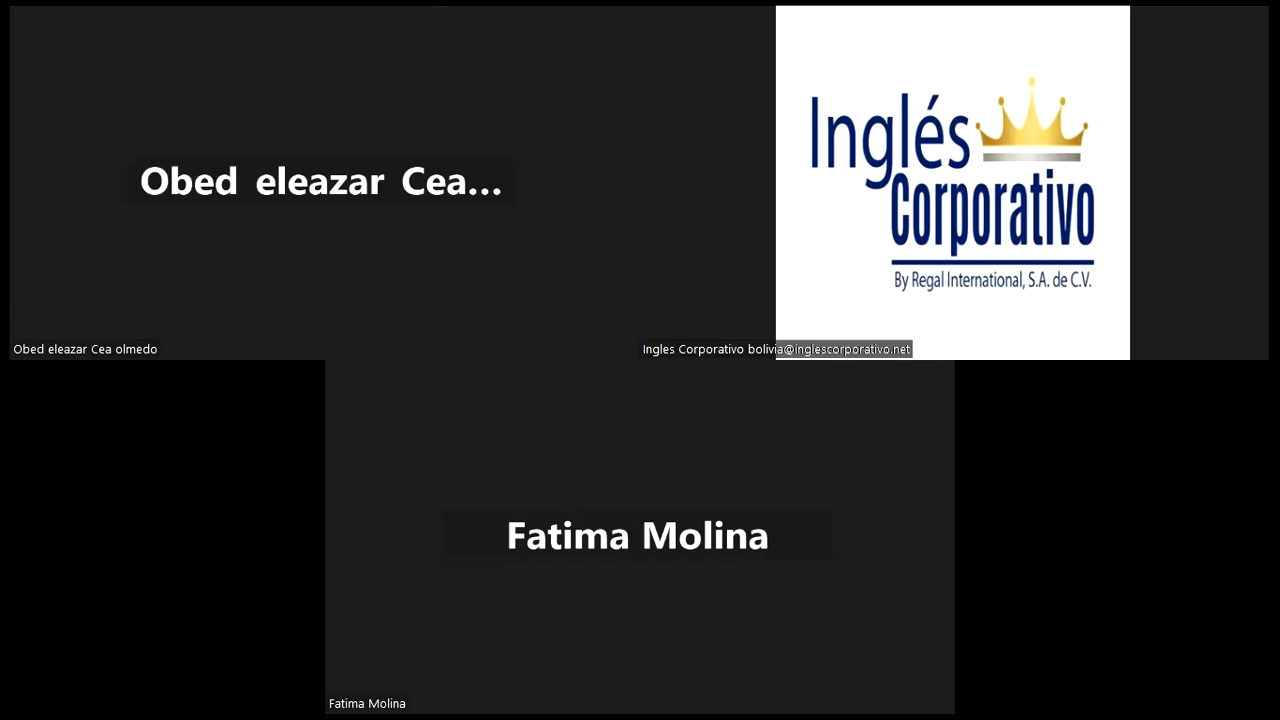 Obed eleazar Cea...
Obed eleazar Cea olmedo
Inglés
Corporativo
By Regal International, S.A. de C.V.
Ingles Corporativo bolivia@inglescorporativo.net
Fatima Molina
Fatima Molina